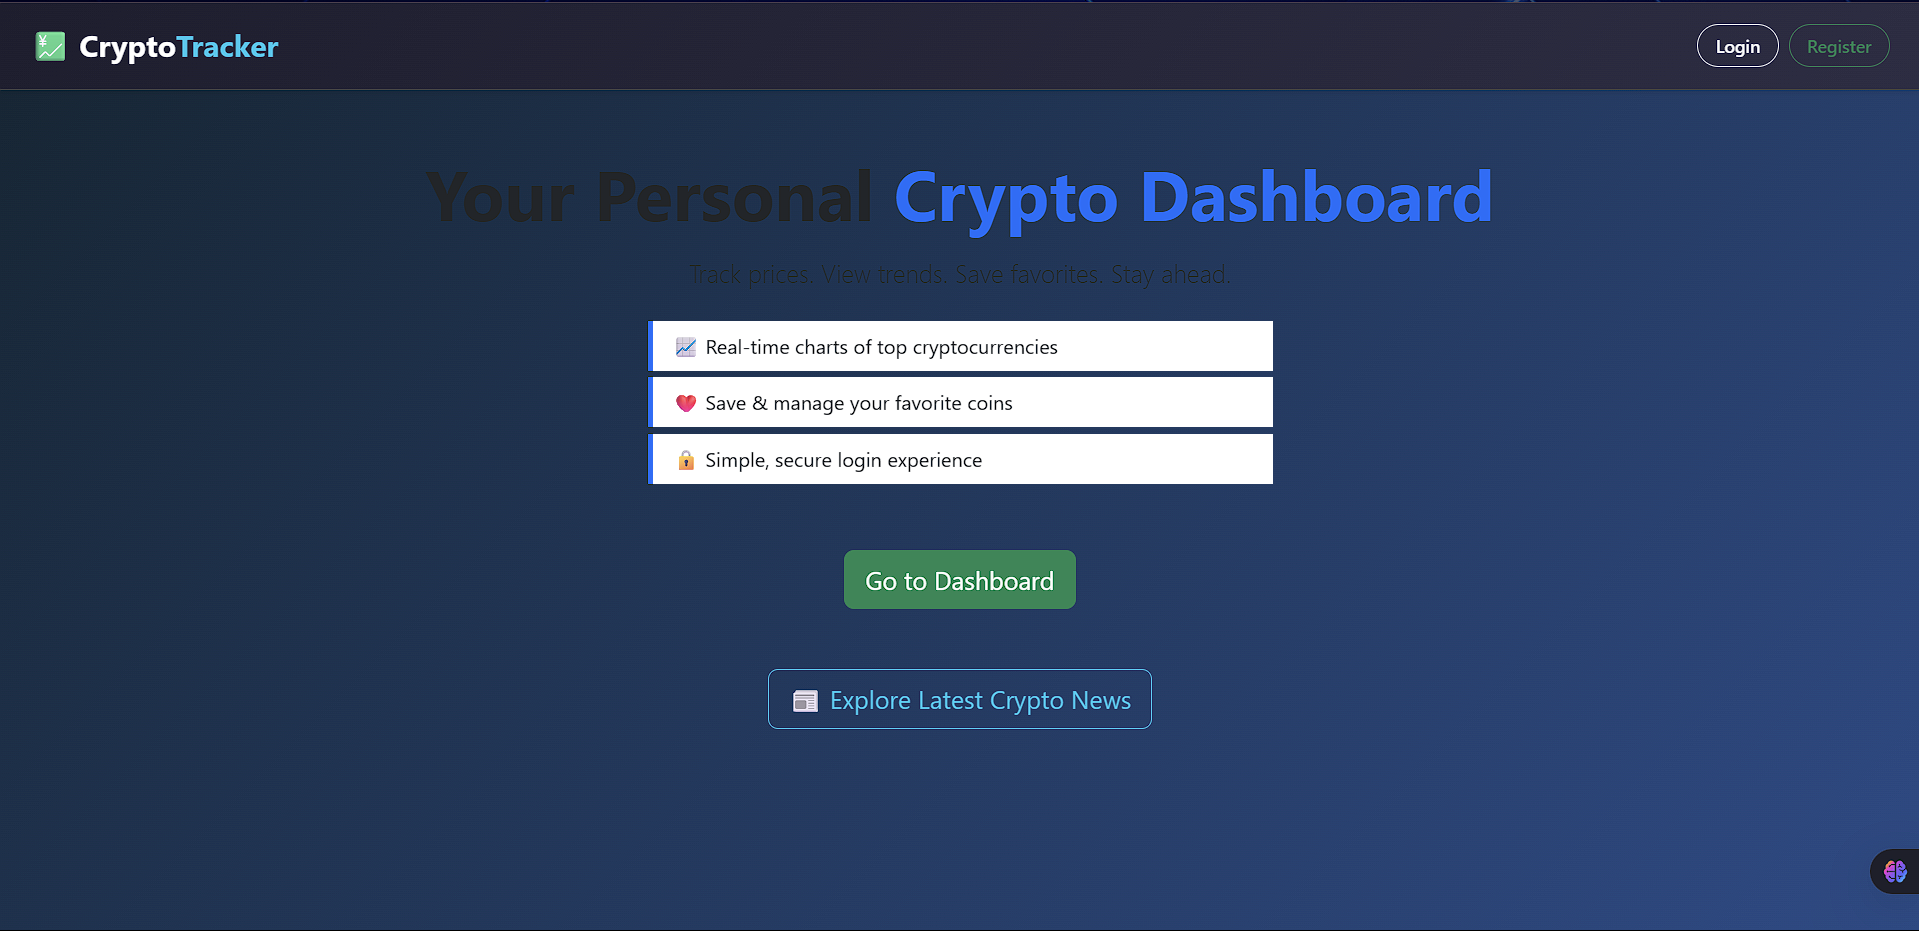 CryptoTracker
Login
Register
Your Personal Crypto Dashboard
Track prices. View trends. Save favorites. Stay ahead.
Real-time charts of top cryptocurrencies
Save & manage your favorite coins
Simple, secure login experience
Go to Dashboard
Explore Latest Crypto News